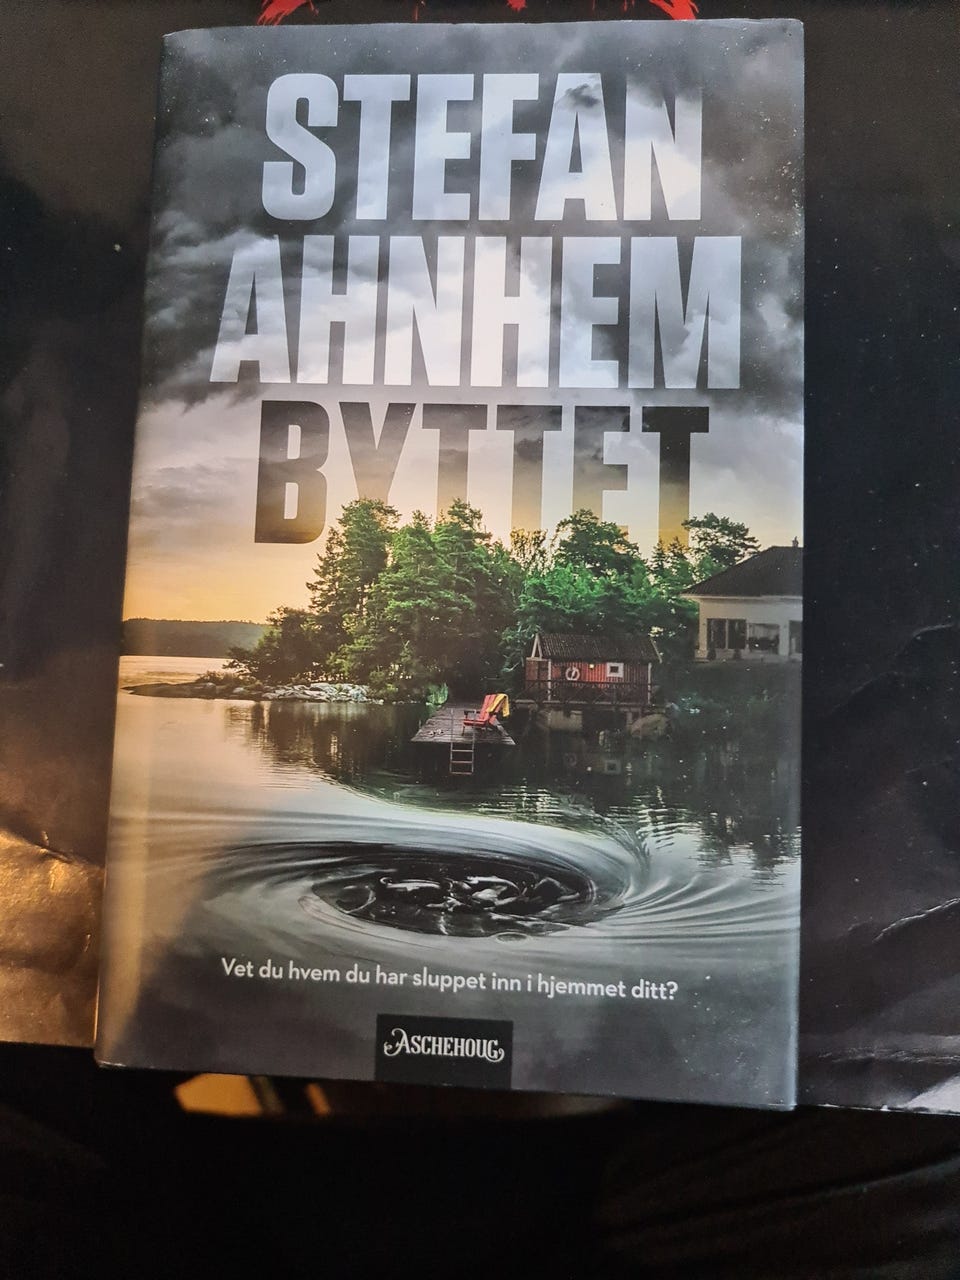 STEFAN
AHNHEM
BYTTET
Vet du hvem du har sluppet inn i hjemmet ditt?
ASCHEHOUG